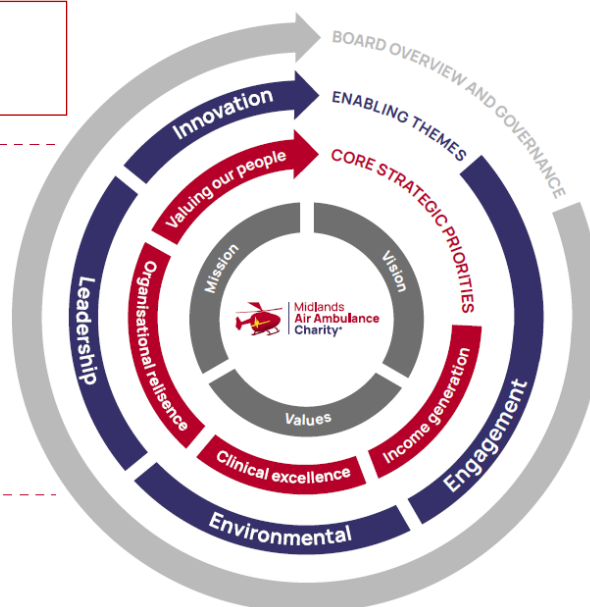 BOARD OVERVIEW AND GOVERNANCE
ENABLING THEMES
Innovation
CORE STRATEGIC PRIORITIES
Valuing our people
Mission
Vision
Leadership
Organisational relisence
Midlands
Air Ambulance
Charity
Values
Income generation
Engagement
Clinical excellence
Environmental